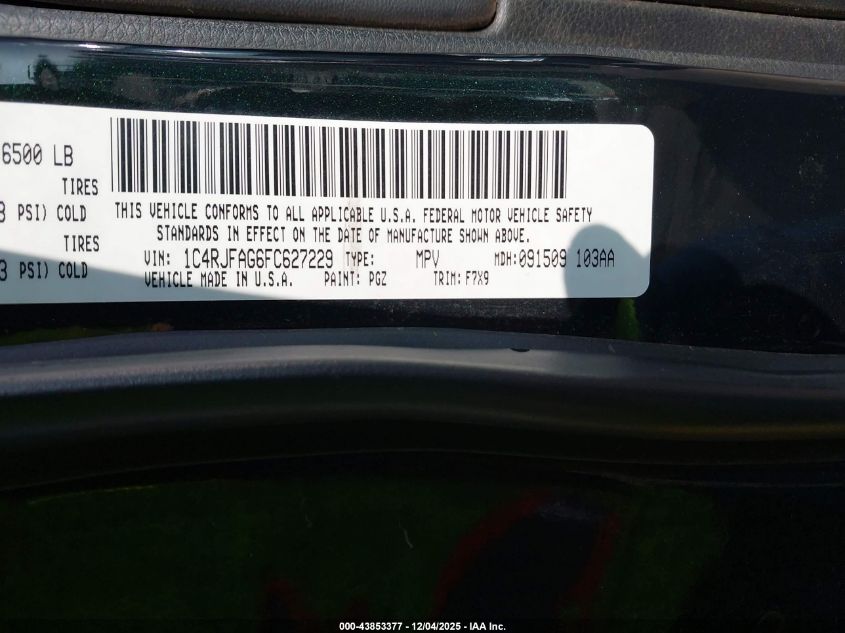 6500 LB
TIRES
PSI) COLD
TIRES
PSI) COLD
THIS VEHICLE CONFORMS TO ALL APPLICABLE U.S.A. FEDERAL MOTOR VEHICLE SAFETY
STANDARDS IN EFFECT ON THE DATE OF MANUFACTURE SHOWN ABOVE.
VIN: 1C4RJFAG6FC627229 TYPE: MPV MDH:091509 103AA
VEHICLE MADE IN U.S.A. PAINT: PGZ TRIM: F7X9
000-43853377 - 12/04/2025 - IAA Inc.